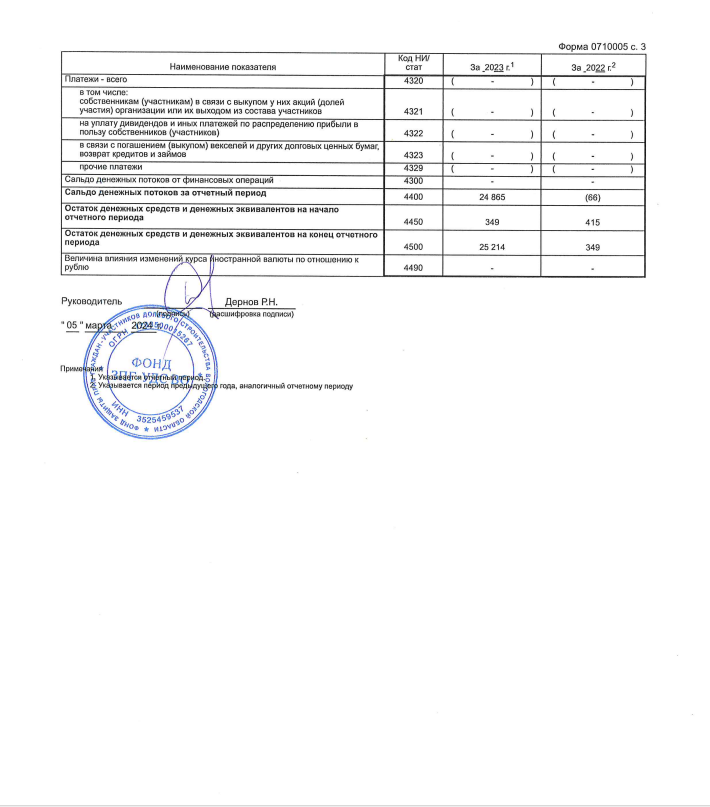 Форма 0710005 с. 3
Наименование показателя Код НИ/стат За 2023 г.1 За 2022 г.2
Платежи - всего 4320 ( - ) ( - )
в том числе:
собственникам (участникам) в связи с выкупом у них акций (долей
участия) организации или их выходом из состава участников 4321 ( - ) ( - )
на уплату дивидендов и иных платежей по распределению прибыли в
пользу собственников (участников) 4322 ( - ) ( - )
в связи с погашением (выкупом) векселей и других долговых ценных бумаг,
возврат кредитов и займов 4323 ( - ) ( - )
прочие платежи 4329 ( - ) ( - )
Сальдо денежных потоков от финансовых операций 4300 - -
Сальдо денежных потоков за отчетный период 4400 24 865 (66)
Остаток денежных средств и денежных эквивалентов на начало
отчетного периода 4450 349 415
Остаток денежных средств и денежных эквивалентов на конец отчетного
периода 4500 25 214 349
Величина влияния изменений курса иностранной валюты по отношению к
рублю 4490 - -
Руководитель Дернов Р.Н.
(подпись) (расшифровка подписи)
" 05 " марта 2024
Примечания
1. Указывается отчетный период.
2. Указывается период предыдущего года, аналогичный отчетному периоду
ФОНД
ИНН 3525459537